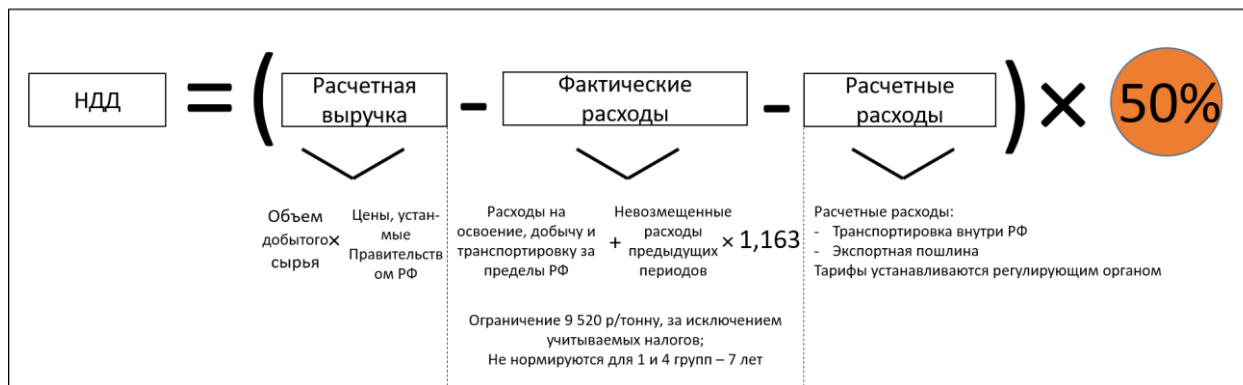 НДД = ( Расчетная выручка - Фактические расходы - Расчетные расходы ) × 50%
Объем
добытого
сырья
×
Цены, устан-
мые
Правительств
ом РФ
Расходы на
освоение, добычу и
транспортировку за
пределы РФ
+
Невозмещенные
расходы
предыдущих
периодов
× 1,163
Расчетные расходы:
- Транспортировка внутри РФ
- Экспортная пошлина
Тарифы устанавливаются регулирующим органом
Ограничение 9 520 р/тонну, за исключением
учитываемых налогов;
Не нормируются для 1 и 4 групп – 7 лет